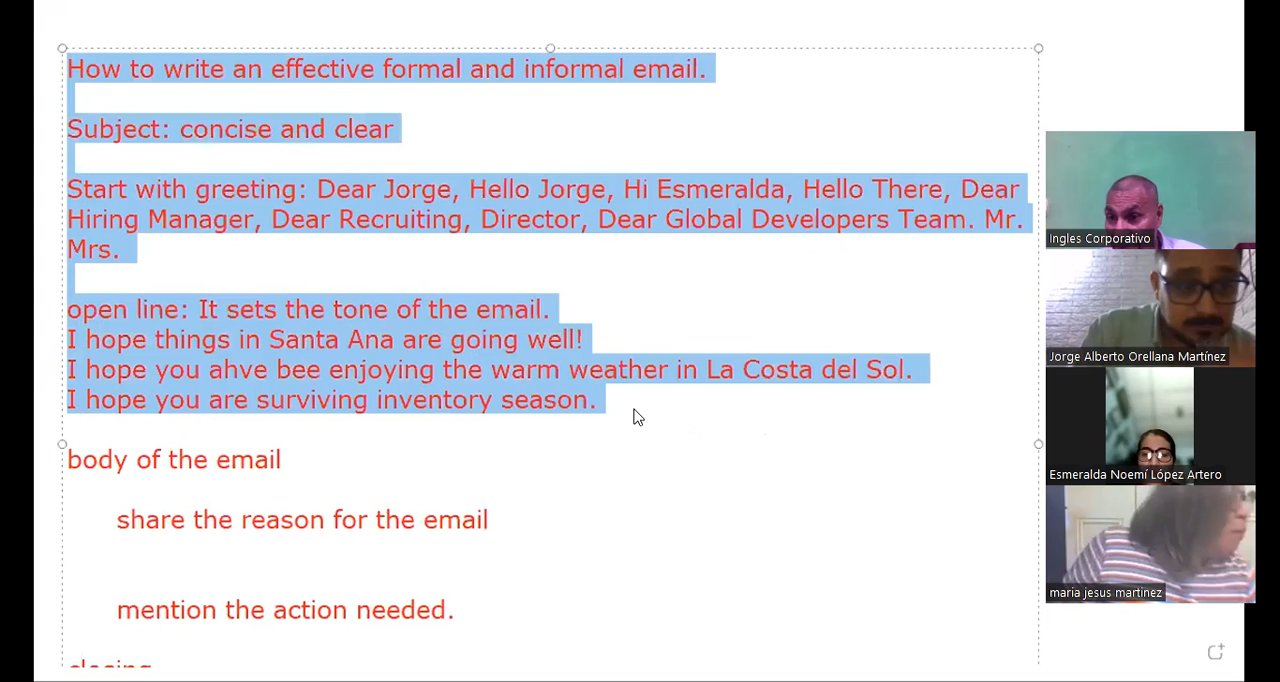 How to write an effective formal and informal email.
Subject: concise and clear
Start with greeting: Dear Jorge, Hello Jorge, Hi Esmeralda, Hello There, Dear
Hiring Manager, Dear Recruiting, Director, Dear Global Developers Team. Mr.
Mrs.
open line: It sets the tone of the email.
I hope things in Santa Ana are going well!
I hope you ahve bee enjoying the warm weather in La Costa del Sol.
I hope you are surviving inventory season.
body of the email
share the reason for the email
mention the action needed.
closing
Ingles Corporativo
Jorge Alberto Orellana Martínez
Esmeralda Noemí López Artero
maria jesus martinez